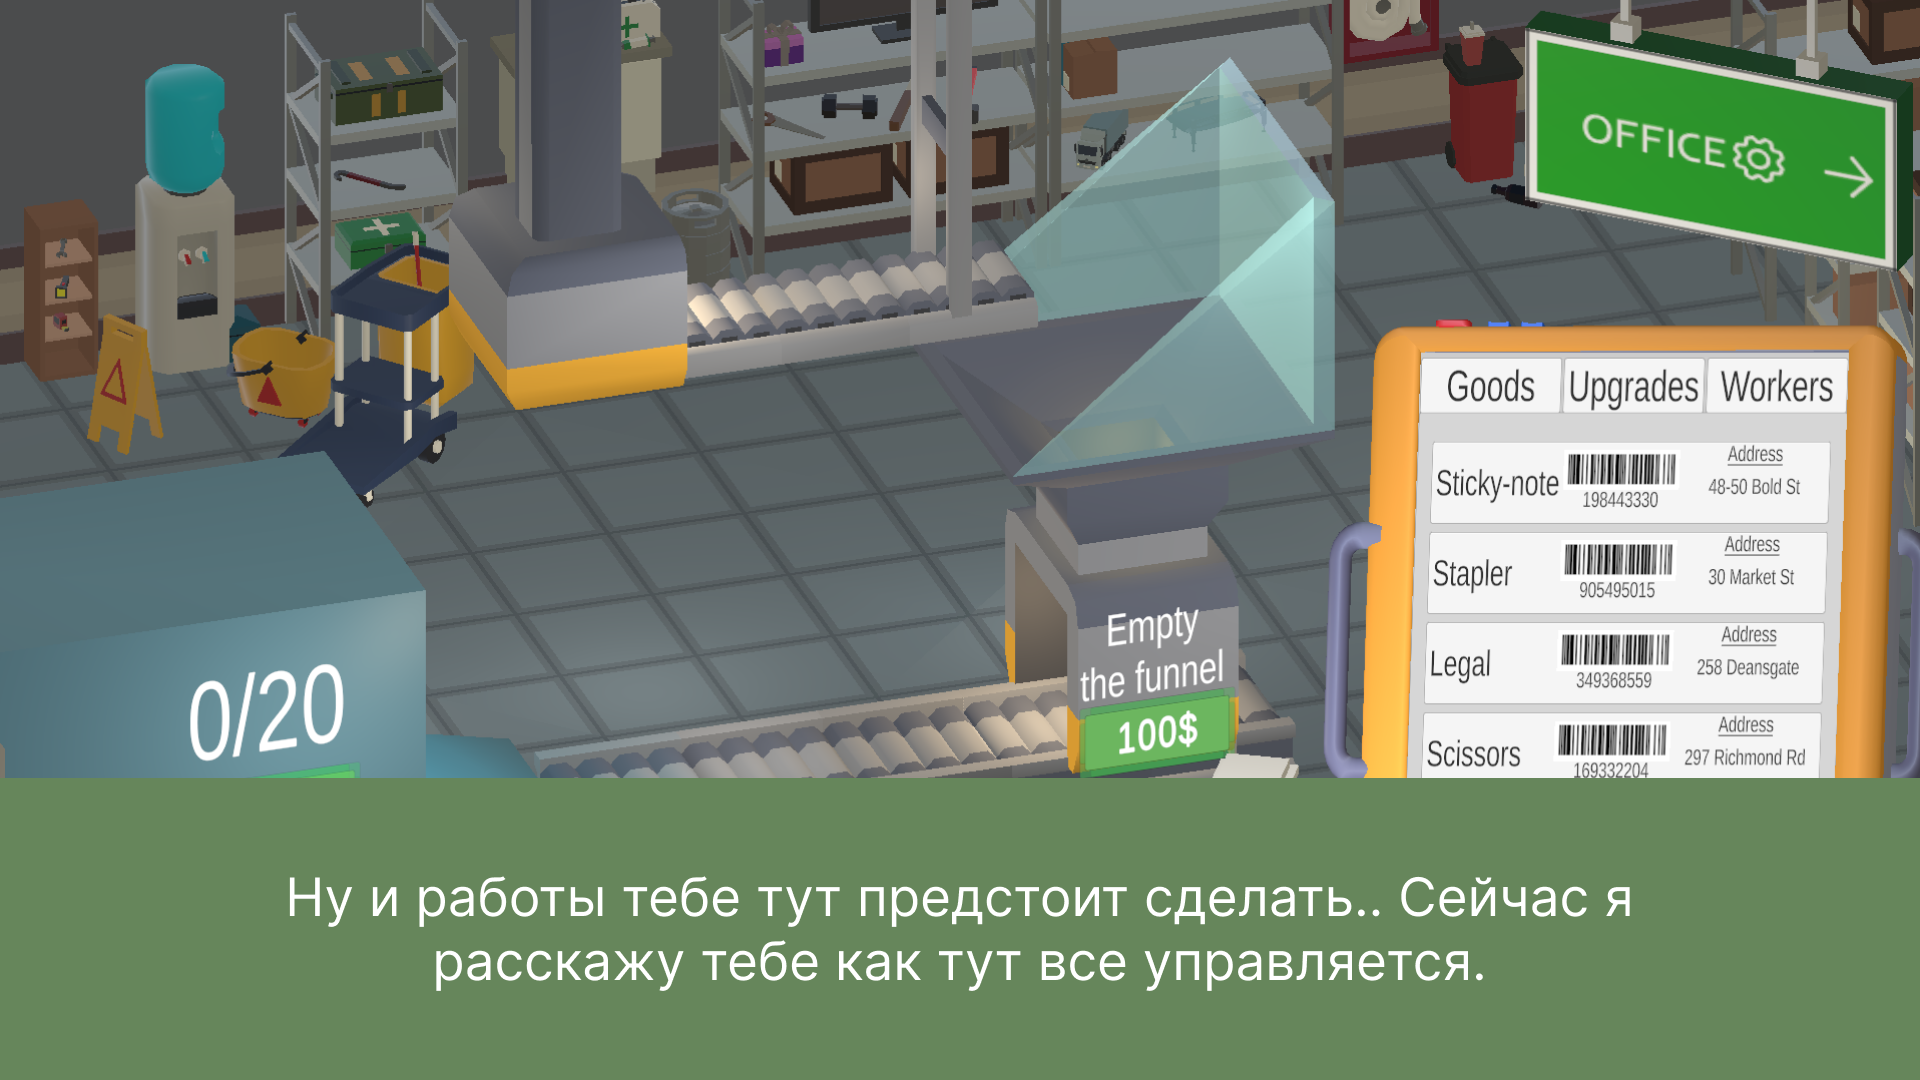 OFFICE
Goods Upgrades Workers
Sticky-note 198443330 Address 48-50 Bold St
Stapler 905495015 Address 30 Market St
Legal 349368559 Address 258 Deansgate
Scissors 169332204 Address 297 Richmond Rd
Empty
the funnel
100$
0/20
Ну и работы тебе тут предстоит сделать.. Сейчас я
расскажу тебе как тут все управляется.